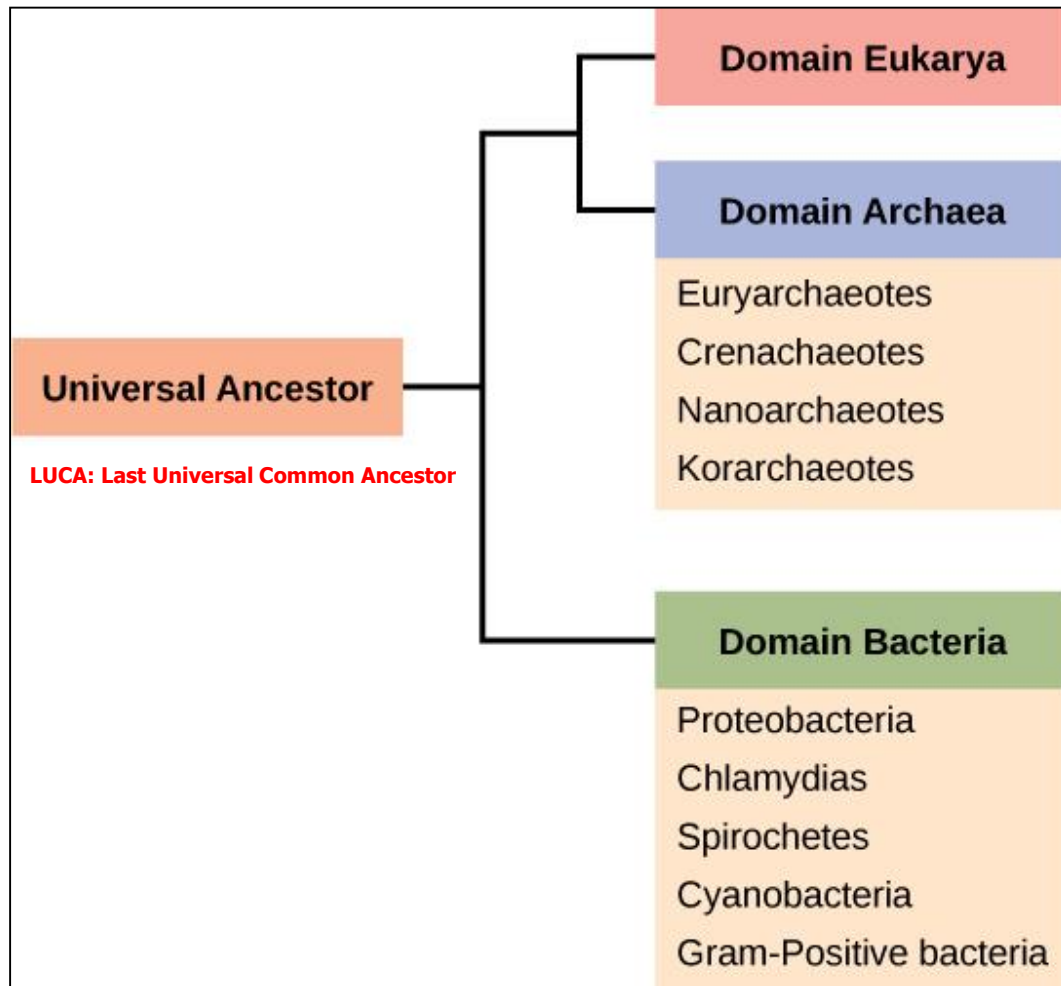 Domain Eukarya
Domain Archaea
Euryarchaeotes
Crenachaeotes
Nanoarchaeotes
Korarchaeotes
Universal Ancestor
LUCA: Last Universal Common Ancestor
Domain Bacteria
Proteobacteria
Chlamydias
Spirochetes
Cyanobacteria
Gram-Positive bacteria